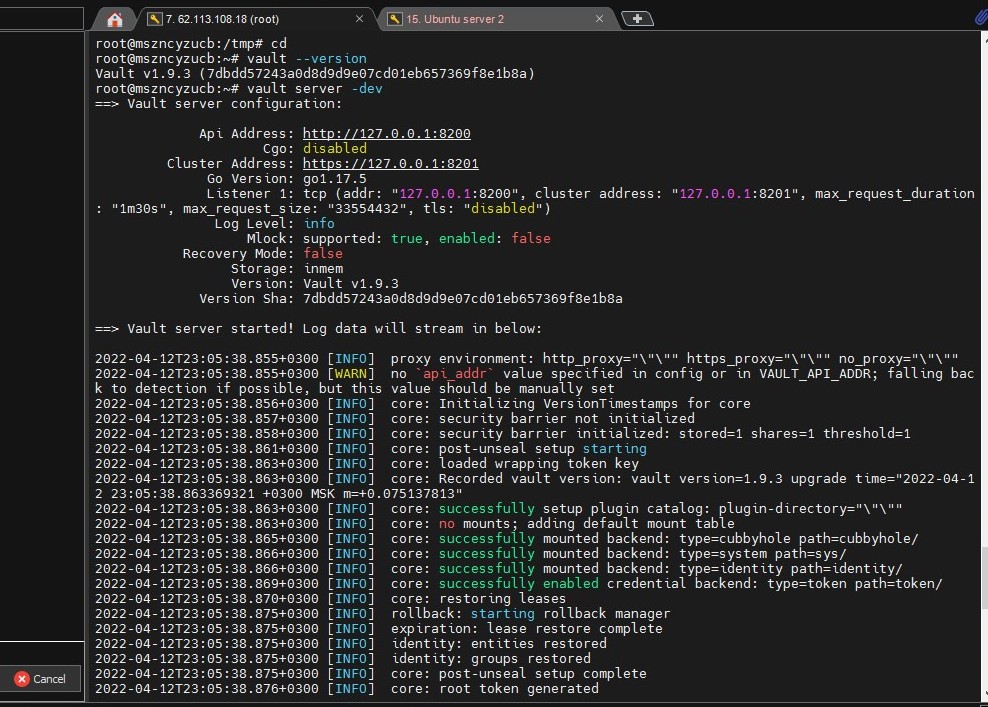 7. 62.113.108.18 (root)
15. Ubuntu server 2
root@mszncyzucb:/tmp# cd
root@mszncyzucb:~# vault --version
Vault v1.9.3 (7dbdd57243a0d8d9d9e07cd01eb657369f8e1b8a)
root@mszncyzucb:~# vault server -dev
==> Vault server configuration:
Api Address: http://127.0.0.1:8200
Cgo: disabled
Cluster Address: https://127.0.0.1:8201
Go Version: go1.17.5
Listener 1: tcp (addr: "127.0.0.1:8200", cluster address: "127.0.0.1:8201", max_request_duration
: "1m30s", max_request_size: "33554432", tls: "disabled")
Log Level: info
Mlock: supported: true, enabled: false
Recovery Mode: false
Storage: inmem
Version: Vault v1.9.3
Version Sha: 7dbdd57243a0d8d9d9e07cd01eb657369f8e1b8a
==> Vault server started! Log data will stream in below:
2022-04-12T23:05:38.855+0300 [INFO]  proxy environment: http_proxy="\"\"" https_proxy="\"\"" no_proxy="\"\""
2022-04-12T23:05:38.855+0300 [WARN]  no `api_addr` value specified in config or in VAULT_API_ADDR; falling bac
k to detection if possible, but this value should be manually set
2022-04-12T23:05:38.856+0300 [INFO]  core: Initializing VersionTimestamps for core
2022-04-12T23:05:38.857+0300 [INFO]  core: security barrier not initialized
2022-04-12T23:05:38.858+0300 [INFO]  core: security barrier initialized: stored=1 shares=1 threshold=1
2022-04-12T23:05:38.861+0300 [INFO]  core: post-unseal setup starting
2022-04-12T23:05:38.863+0300 [INFO]  core: loaded wrapping token key
2022-04-12T23:05:38.863+0300 [INFO]  core: Recorded vault version: vault version=1.9.3 upgrade time="2022-04-1
2 23:05:38.863369321 +0300 MSK m=+0.075137813"
2022-04-12T23:05:38.863+0300 [INFO]  core: successfully setup plugin catalog: plugin-directory="\"\""
2022-04-12T23:05:38.863+0300 [INFO]  core: no mounts; adding default mount table
2022-04-12T23:05:38.865+0300 [INFO]  core: successfully mounted backend: type=cubbyhole path=cubbyhole/
2022-04-12T23:05:38.866+0300 [INFO]  core: successfully mounted backend: type=system path=sys/
2022-04-12T23:05:38.866+0300 [INFO]  core: successfully mounted backend: type=identity path=identity/
2022-04-12T23:05:38.869+0300 [INFO]  core: successfully enabled credential backend: type=token path=token/
2022-04-12T23:05:38.870+0300 [INFO]  core: restoring leases
2022-04-12T23:05:38.875+0300 [INFO]  rollback: starting rollback manager
2022-04-12T23:05:38.875+0300 [INFO]  expiration: lease restore complete
2022-04-12T23:05:38.875+0300 [INFO]  identity: entities restored
2022-04-12T23:05:38.875+0300 [INFO]  identity: groups restored
2022-04-12T23:05:38.875+0300 [INFO]  core: post-unseal setup complete
2022-04-12T23:05:38.876+0300 [INFO]  core: root token generated
Cancel